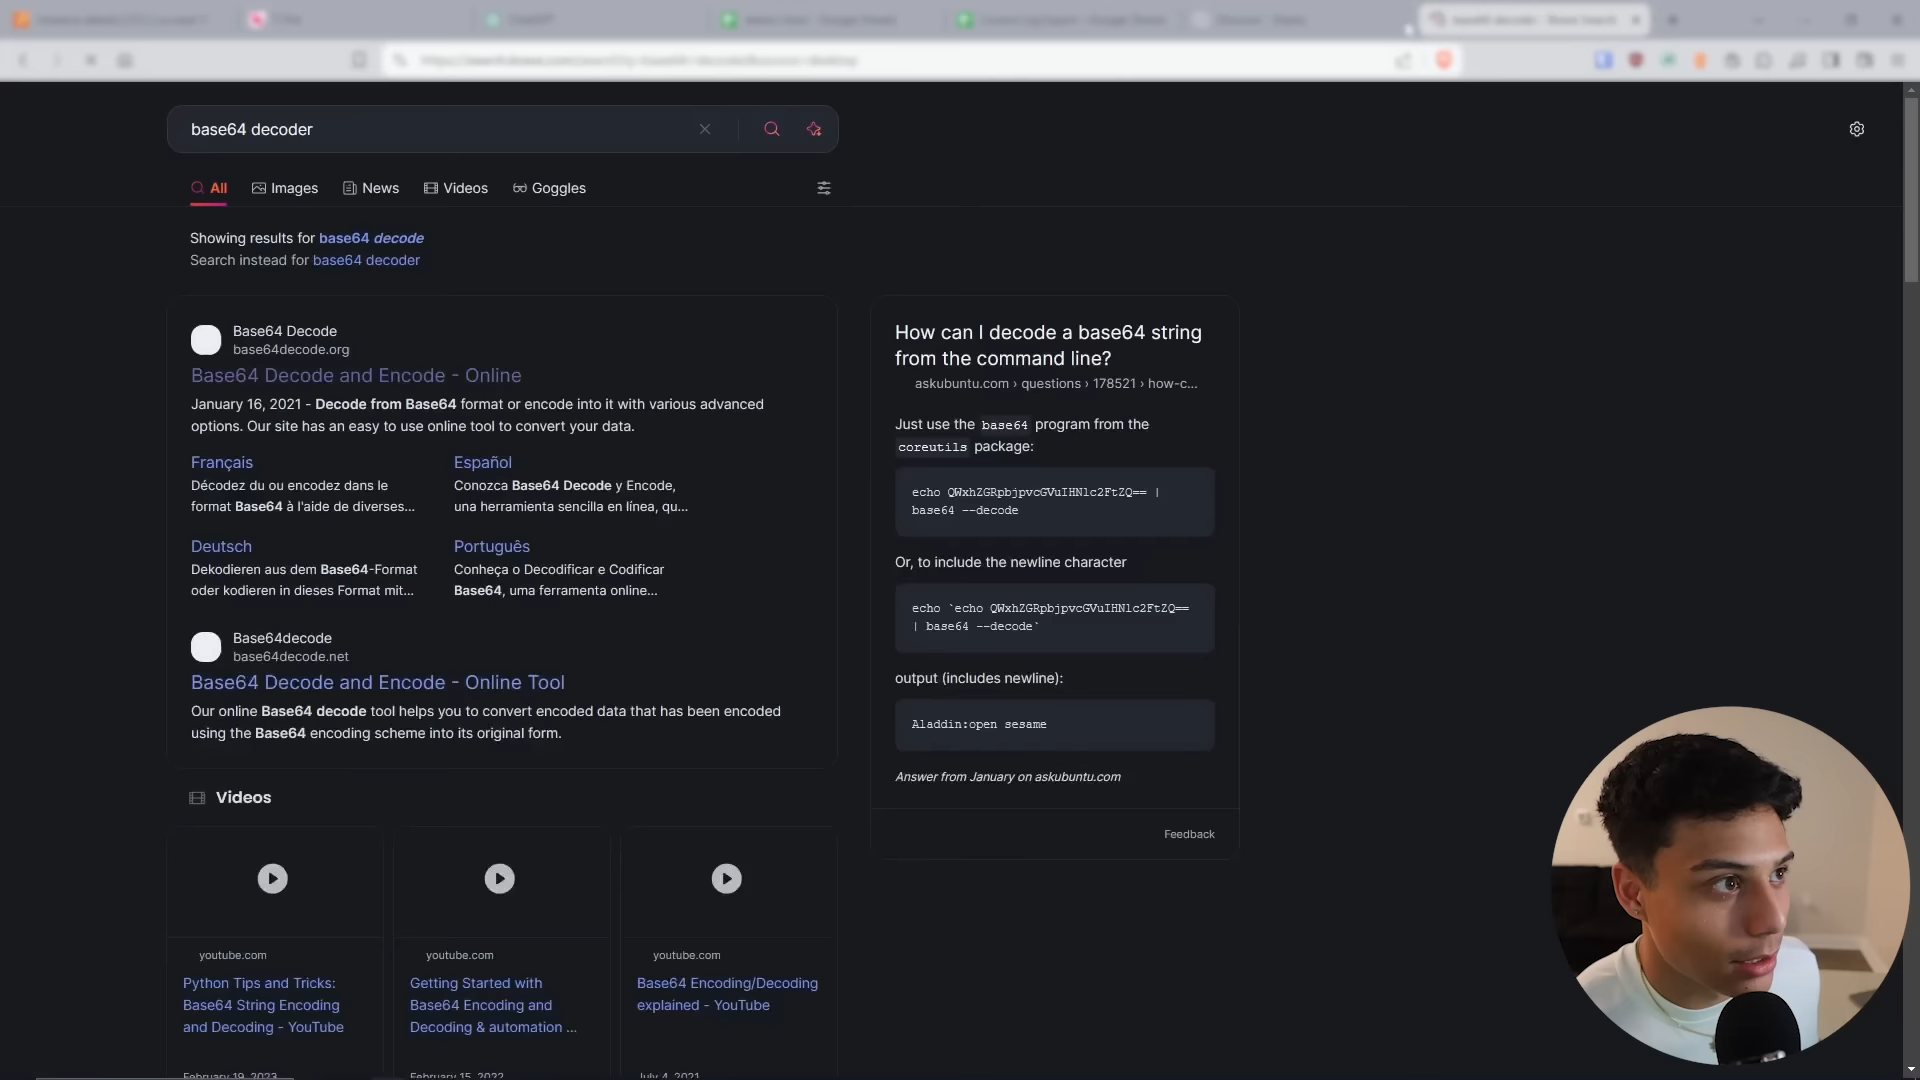 base64 decoder
All
Images
News
Videos
Goggles
Showing results for base64 decode
Search instead for base64 decoder
Base64 Decode
base64decode.org
Base64 Decode and Encode - Online
January 16, 2021 - Decode from Base64 format or encode into it with various advanced
options. Our site has an easy to use online tool to convert your data.
Français
Décodez du ou encodez dans le
format Base64 à l'aide de diverses...
Español
Conozca Base64 Decode y Encode,
una herramienta sencilla en línea, qu...
Deutsch
Dekodieren aus dem Base64-Format
oder kodieren in dieses Format mit...
Português
Conheça o Decodificar e Codificar
Base64, uma ferramenta online...
Base64decode
base64decode.net
Base64 Decode and Encode - Online Tool
Our online Base64 decode tool helps you to convert encoded data that has been encoded
using the Base64 encoding scheme into its original form.
Videos
youtube.com
Python Tips and Tricks:
Base64 String Encoding
and Decoding - YouTube
February 19, 2023
youtube.com
Getting Started with
Base64 Encoding and
Decoding & automation ...
February 15, 2022
youtube.com
Base64 Encoding/Decoding
explained - YouTube
July 4, 2021
How can I decode a base64 string
from the command line?
askubuntu.com › questions › 178521 › how-c...
Just use the base64 program from the
coreutils package:
echo QWxhZGRpbjpvcGVuIHNlc2FtZQ== |
base64 --decode
Or, to include the newline character
echo `echo QWxhZGRpbjpvcGVuIHNlc2FtZQ==
| base64 --decode`
output (includes newline):
Aladdin:open sesame
Answer from January on askubuntu.com
Feedback